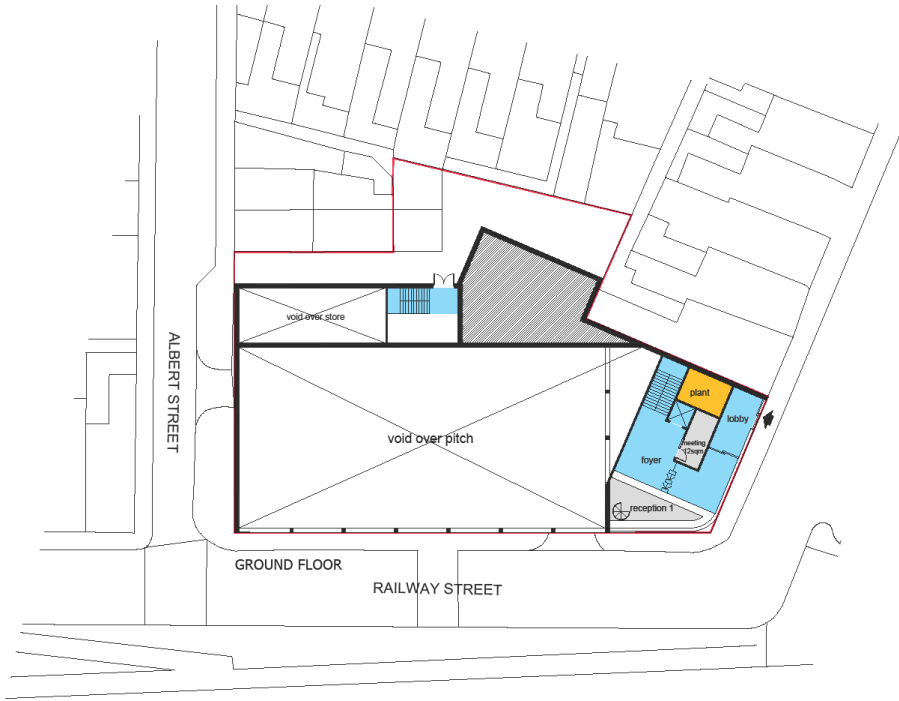 void over store
ALBERT STREET
plant
lobby
void over pitch
meeting
12sqm
foyer
reception 1
GROUND FLOOR
RAILWAY STREET